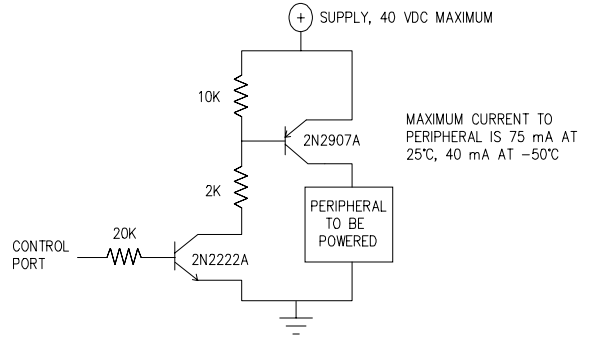 + SUPPLY, 40 VDC MAXIMUM
10K
2N2907A
MAXIMUM CURRENT TO
PERIPHERAL IS 75 mA AT
25°C, 40 mA AT -50°C
2K
PERIPHERAL
TO BE
POWERED
20K
CONTROL
PORT
2N2222A